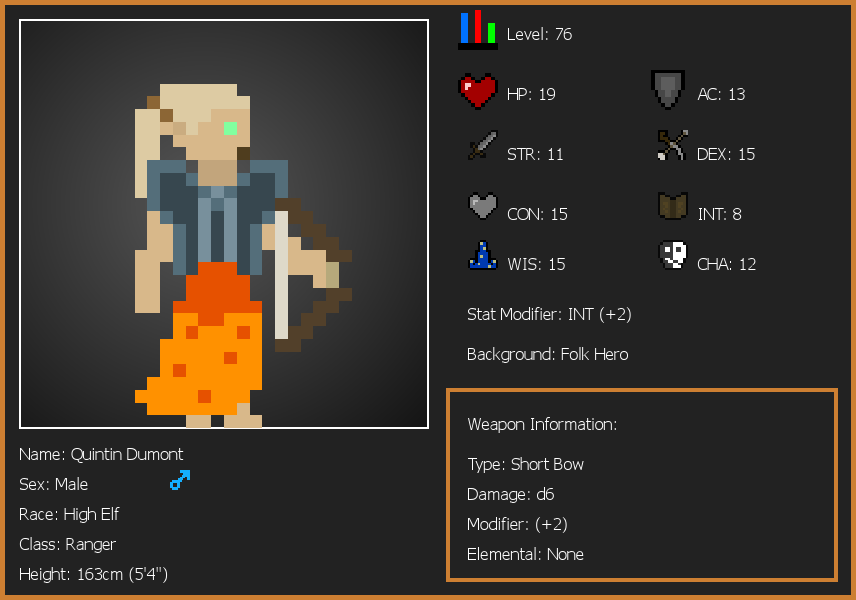 Level: 76
HP: 19
AC: 13
STR: 11
DEX: 15
CON: 15
INT: 8
WIS: 15
CHA: 12
Stat Modifier: INT (+2)
Background: Folk Hero
Weapon Information:
Type: Short Bow
Damage: d6
Modifier: (+2)
Elemental: None
Name: Quintin Dumont
Sex: Male
Race: High Elf
Class: Ranger
Height: 163cm (5'4")